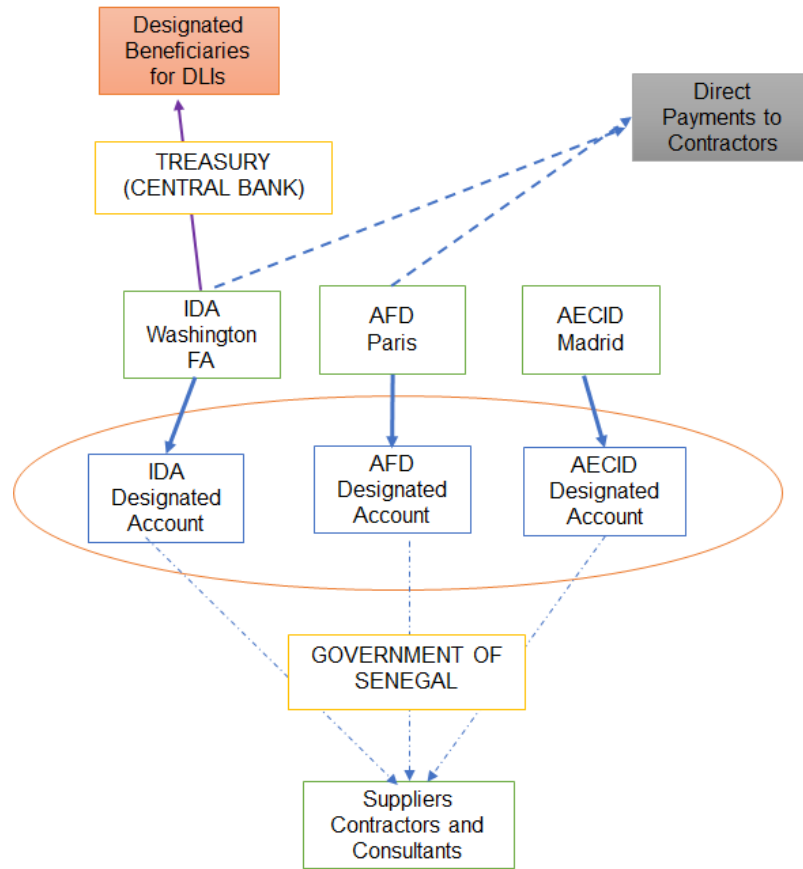 Designated
Beneficiaries
for DLIs
Direct
Payments to
Contractors
TREASURY
(CENTRAL BANK)
IDA
Washington
FA
AFD
Paris
AECID
Madrid
IDA
Designated
Account
AFD
Designated
Account
AECID
Designated
Account
GOVERNMENT OF
SENEGAL
Suppliers
Contractors and
Consultants